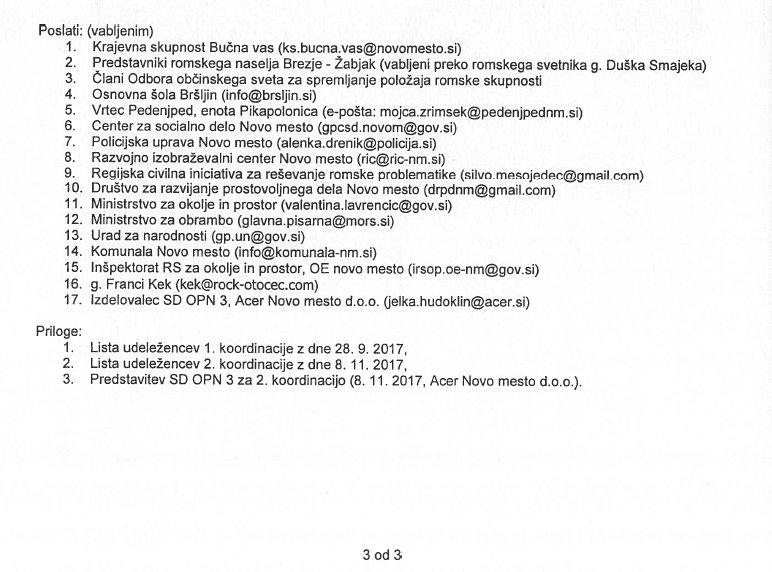 Poslati: (vabljenim)
1. Krajevna skupnost Bučna vas (ks.bucna.vas@novomesto.si)
2. Predstavniki romskega naselja Brezje - Žabjak (vabljeni preko romskega svetnika g. Duška Smajeka)
3. Člani Odbora občinskega sveta za spremljanje položaja romske skupnosti
4. Osnovna šola Bršljin (info@brsljin.si)
5. Vrtec Pedenjped, enota Pikapolonica (e-pošta: mojca.zrimsek@pedenjpednm.si)
6. Center za socialno delo Novo mesto (gpcsd.novom@gov.si)
7. Policijska uprava Novo mesto (alenka.drenik@policija.si)
8. Razvojno izobraževalni center Novo mesto (ric@ric-nm.si)
9. Regijska civilna iniciativa za reševanje romske problematike (silvo.mesojedec@gmail.com)
10. Društvo za razvijanje prostovoljnega dela Novo mesto (drpdnm@gmail.com)
11. Ministrstvo za okolje in prostor (valentina.lavrencic@gov.si)
12. Ministrstvo za obrambo (glavna.pisarna@mors.si)
13. Urad za narodnosti (gp.un@gov.si)
14. Komunala Novo mesto (info@komunala-nm.si)
15. Inšpektorat RS za okolje in prostor, OE novo mesto (irsop.oe-nm@gov.si)
16. g. Franci Kek (kek@rock-otocec.com)
17. Izdelovalec SD OPN 3, Acer Novo mesto d.o.o. (jelka.hudoklin@acer.si)
Priloge:
1. Lista udeležencev 1. koordinacije z dne 28. 9. 2017,
2. Lista udeležencev 2. koordinacije z dne 8. 11. 2017,
3. Predstavitev SD OPN 3 za 2. koordinacijo (8. 11. 2017, Acer Novo mesto d.o.o.).
3 od 3